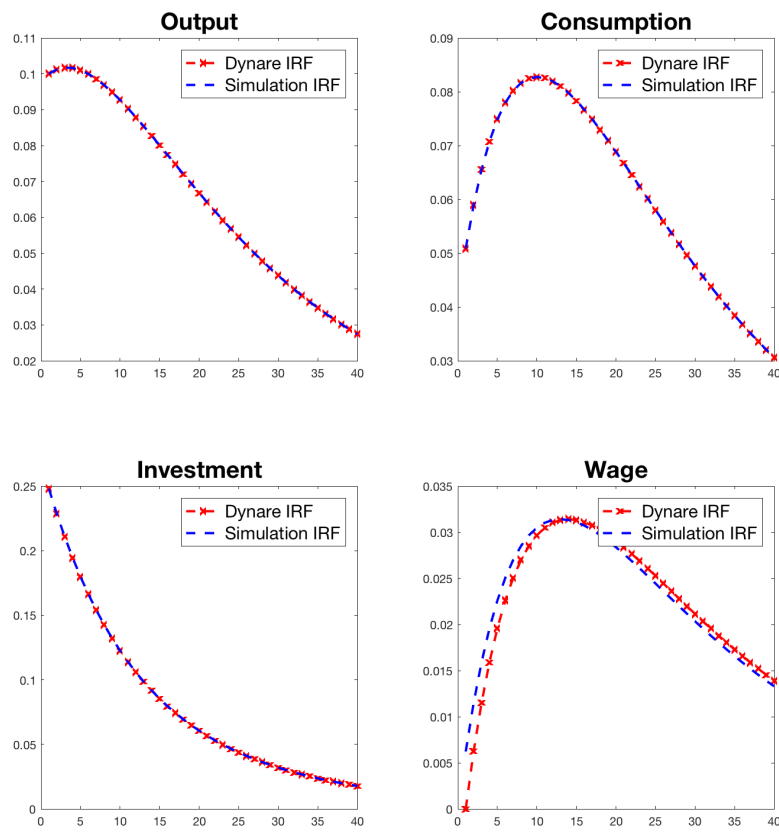 Output
Dynare IRF
Simulation IRF
0.11
0.1
0.09
0.08
0.07
0.06
0.05
0.04
0.03
0.02
0 5 10 15 20 25 30 35 40
Consumption
Dynare IRF
Simulation IRF
0.09
0.08
0.07
0.06
0.05
0.04
0.03
0 5 10 15 20 25 30 35 40
Investment
Dynare IRF
Simulation IRF
0.25
0.2
0.15
0.1
0.05
0
0 5 10 15 20 25 30 35 40
Wage
Dynare IRF
Simulation IRF
0.035
0.03
0.025
0.02
0.015
0.01
0.005
0
0 5 10 15 20 25 30 35 40